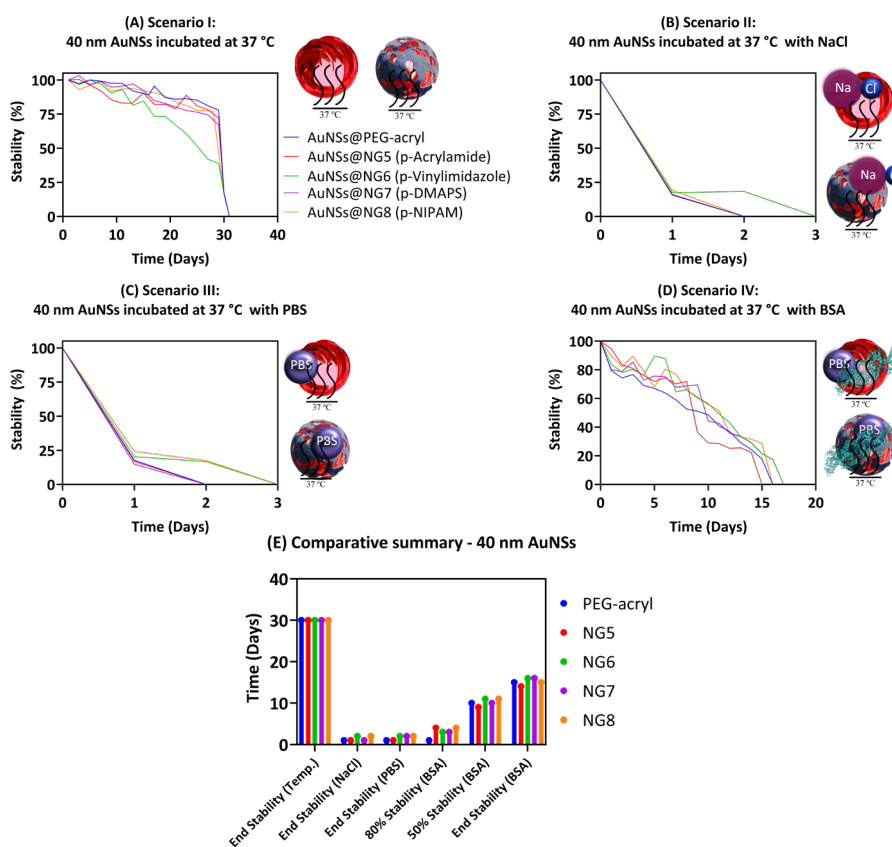 (A) Scenario I:
40 nm AuNSs incubated at 37 °C
Stability (%)
100
75
50
25
0
0
10
20
30
40
Time (Days)
37 ºC
37 ºC
AuNSs@PEG-acryl
AuNSs@NG5 (p-Acrylamide)
AuNSs@NG6 (p-Vinylimidazole)
AuNSs@NG7 (p-DMAPS)
AuNSs@NG8 (p-NIPAM)
(B) Scenario II:
40 nm AuNSs incubated at 37 °C with NaCl
Stability (%)
100
75
50
25
0
0
1
2
3
Time (Days)
Na
Cl
37 ºC
Na
37 ºC
(C) Scenario III:
40 nm AuNSs incubated at 37 °C with PBS
Stability (%)
100
75
50
25
0
0
1
2
3
Time (Days)
PBS
37 ºC
PBS
37 ºC
(D) Scenario IV:
40 nm AuNSs incubated at 37 °C with BSA
Stability (%)
100
80
60
40
20
0
0
5
10
15
20
Time (Days)
PBS
37 ºC
PBS
37 ºC
(E) Comparative summary - 40 nm AuNSs
Time (Days)
40
30
20
10
0
End Stability (Temp.)
End Stability (NaCl)
End Stability (PBS)
80% Stability (BSA)
50% Stability (BSA)
End Stability (BSA)
PEG-acryl
NG5
NG6
NG7
NG8